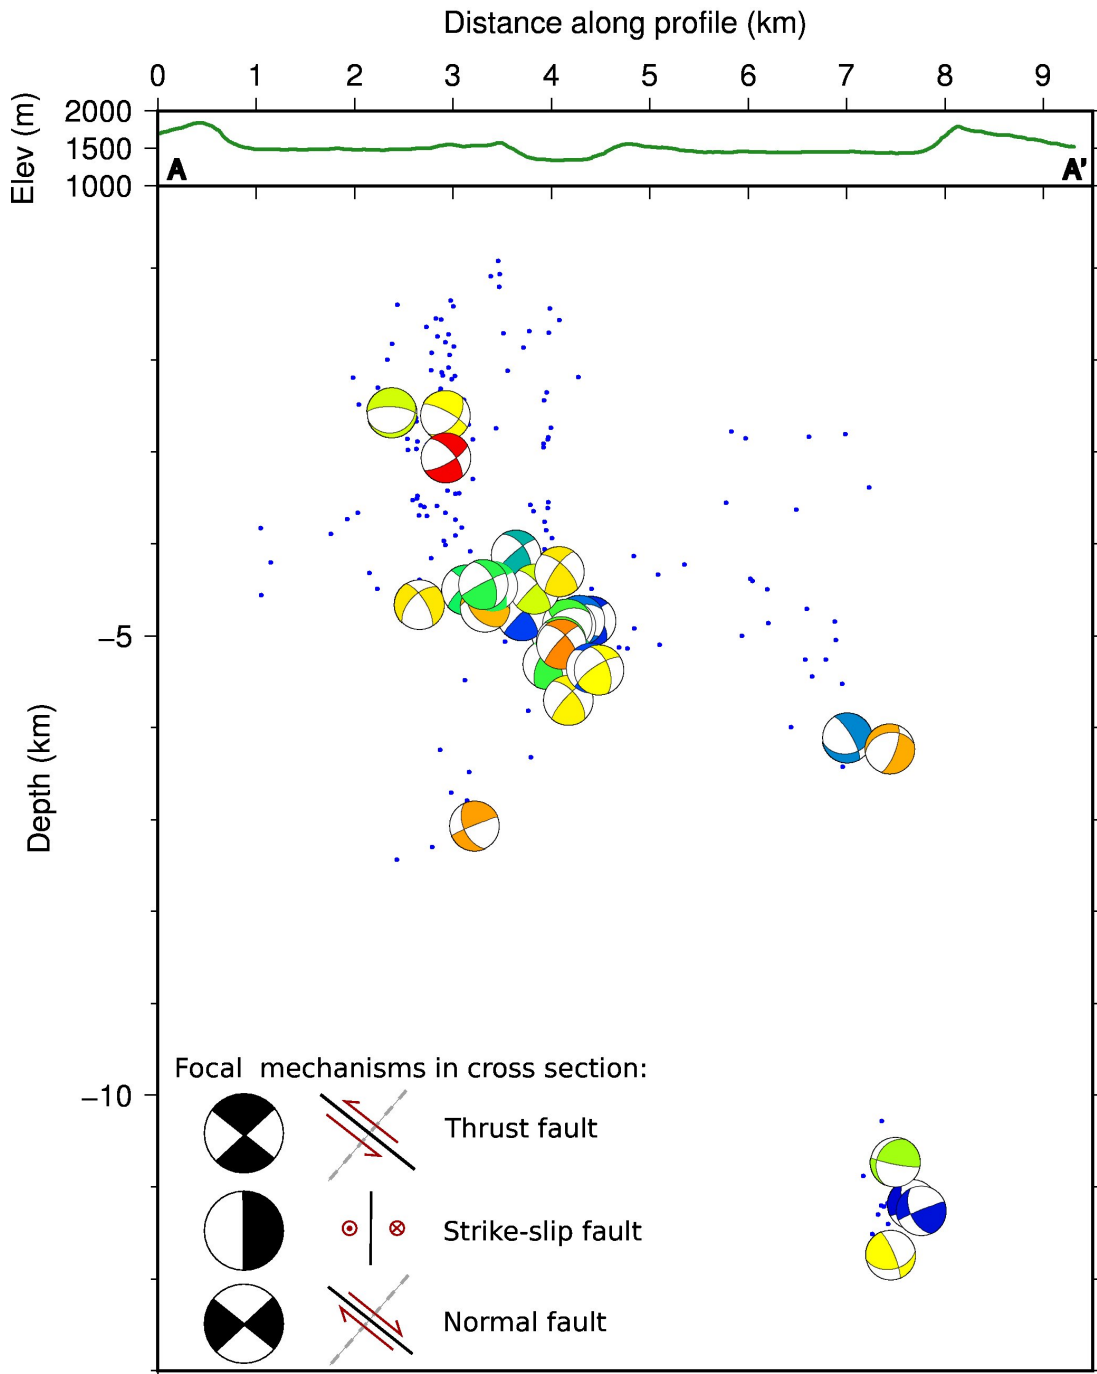 Distance along profile (km)
0 1 2 3 4 5 6 7 8 9
Elev (m)
2000
1500
1000
A A'
Depth (km)
−5
−10
Focal mechanisms in cross section:
Thrust fault
Strike-slip fault
Normal fault